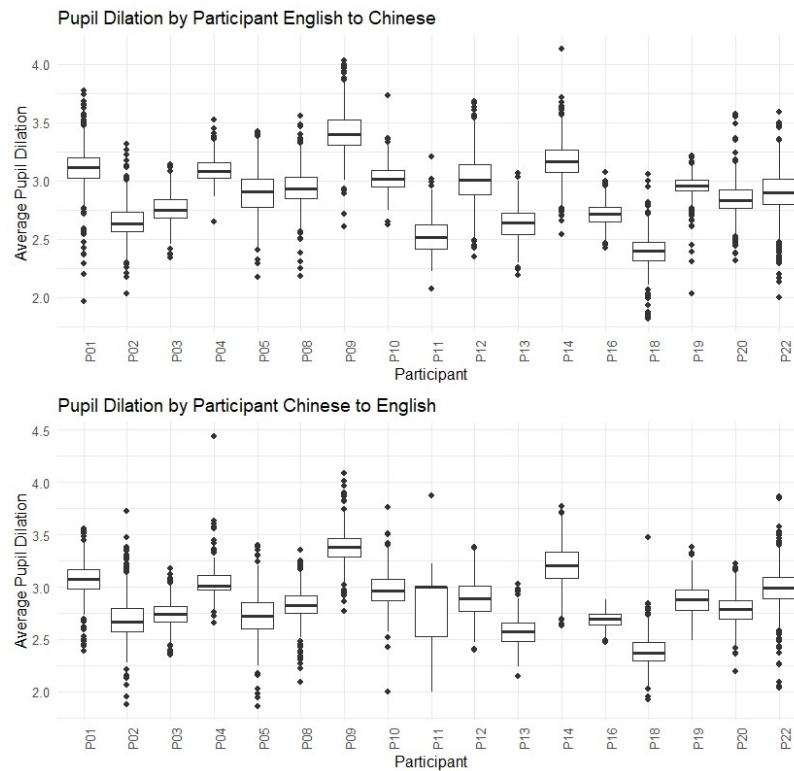 Pupil Dilation by Participant English to Chinese
Average Pupil Dilation
4.0
3.5
3.0
2.5
2.0
P01 P02 P03 P04 P05 P08 P09 P10 P11 P12 P13 P14 P16 P18 P19 P20 P22
Participant
Pupil Dilation by Participant Chinese to English
Average Pupil Dilation
4.5
4.0
3.5
3.0
2.5
2.0
P01 P02 P03 P04 P05 P08 P09 P10 P11 P12 P13 P14 P16 P18 P19 P20 P22
Participant